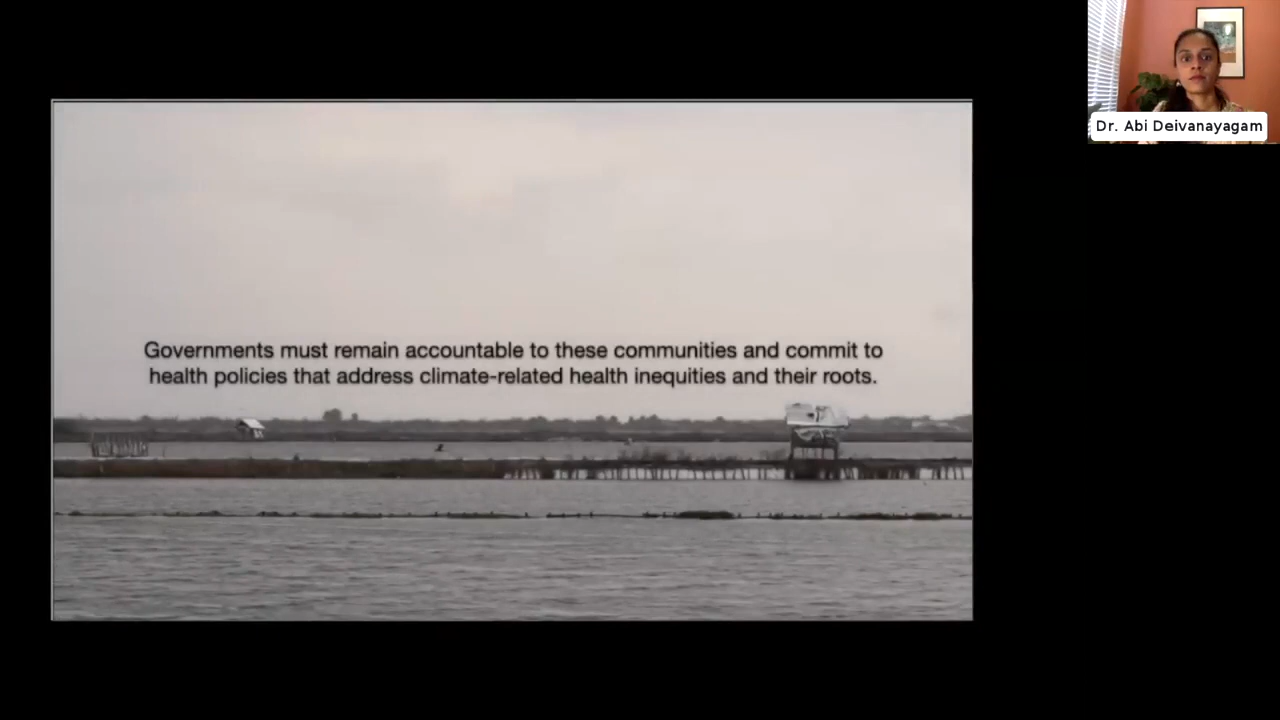 Dr. Abi Deivanayagam
Governments must remain accountable to these communities and commit to
health policies that address climate-related health inequities and their roots.